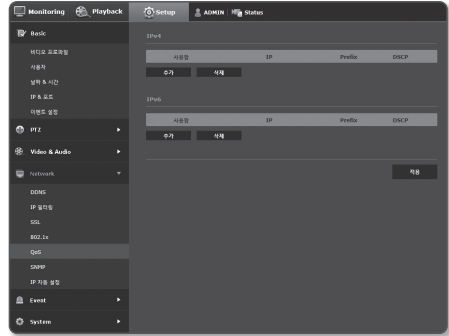 Monitoring Playback Setup ADMIN Status
Basic
비디오 프로파일
사용자
날짜 & 시간
IP & 포트
이벤트 설정
PTZ
Video & Audio
Network
DDNS
IP 필터링
SSL
802.1x
QoS
SNMP
IP 자동 설정
Event
System
IPv4
사용함 IP Prefix DSCP
추가 삭제
IPv6
사용함 IP Prefix DSCP
추가 삭제
적용